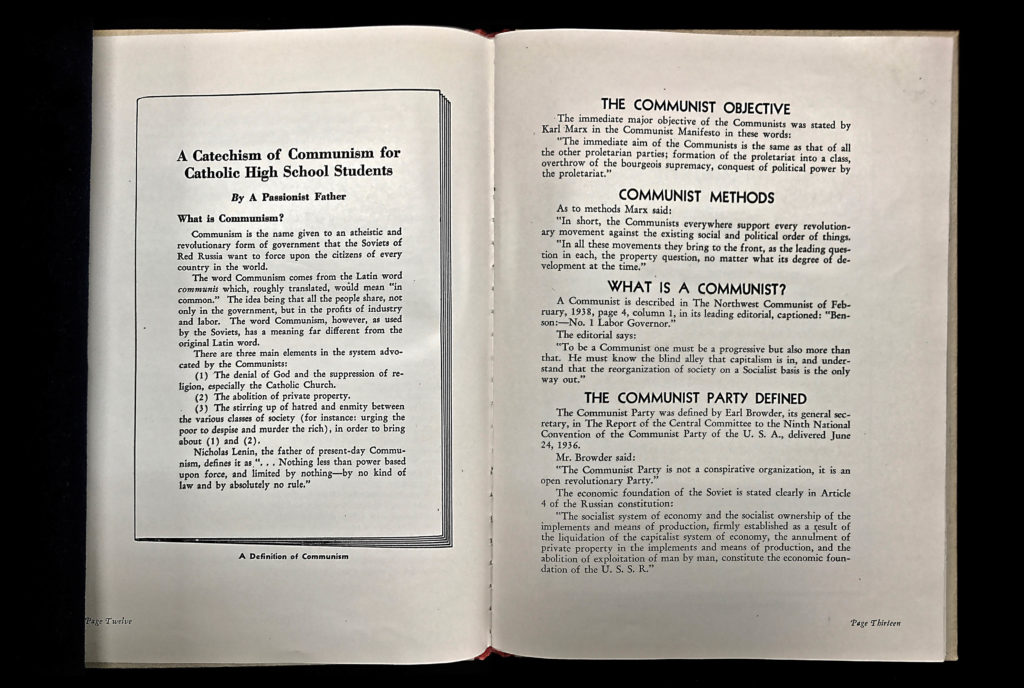 A Catechism of Communism for
Catholic High School Students
By A Passionist Father
What is Communism?
Communism is the name given to an atheistic and
revolutionary form of government that the Soviets of
Red Russia want to force upon the citizens of every
country in the world.
The word Communism comes from the Latin word
communis which, roughly translated, would mean "in
common." The idea being that all the people share, not
only in the government, but in the profits of industry
and labor. The word Communism, however, as used
by the Soviets, has a meaning far different from the
original Latin word.
There are three main elements in the system advo-
cated by the Communists:
(1) The denial of God and the suppression of re-
ligion, especially the Catholic Church.
(2) The abolition of private property.
(3) The stirring up of hatred and enmity between
the various classes of society (for instance: urging the
poor to despise and murder the rich), in order to bring
about (1) and (2).
Nicholas Lenin, the father of present-day Commu-
nism, defines it as ". . . Nothing less than power based
upon force, and limited by nothing—by no kind of
law and by absolutely no rule."
A Definition of Communism
Page Twelve
THE COMMUNIST OBJECTIVE
The immediate major objective of the Communists was stated by
Karl Marx in the Communist Manifesto in these words:
"The immediate aim of the Communists is the same as that of all
the other proletarian parties; formation of the proletariat into a class,
overthrow of the bourgeois supremacy, conquest of political power by
the proletariat."
COMMUNIST METHODS
As to methods Marx said:
"In short, the Communists everywhere support every revolution-
ary movement against the existing social and political order of things.
"In all these movements they bring to the front, as the leading ques-
tion in each, the property question, no matter what its degree of de-
velopment at the time."
WHAT IS A COMMUNIST?
A Communist is described in The Northwest Communist of Feb-
ruary, 1938, page 4, column 1, in its leading editorial, captioned: "Ben-
son:—No. 1 Labor Governor."
The editorial says:
"To be a Communist one must be a progressive but also more than
that. He must know the blind alley that capitalism is in, and under-
stand that the reorganization of society on a Socialist basis is the only
way out."
THE COMMUNIST PARTY DEFINED
The Communist Party was defined by Earl Browder, its general sec-
retary, in The Report of the Central Committee to the Ninth National
Convention of the Communist Party of the U. S. A., delivered June
24, 1936.
Mr. Browder said:
"The Communist Party is not a conspirative organization, it is an
open revolutionary Party."
The economic foundation of the Soviet is stated clearly in Article
4 of the Russian constitution:
"The socialist system of economy and the socialist ownership of the
implements and means of production, firmly established as a result of
the liquidation of the capitalist system of economy, the annulment of
private property in the implements and means of production, and the
abolition of exploitation of man by man, constitute the economic foun-
dation of the U. S. S. R."
Page Thirteen